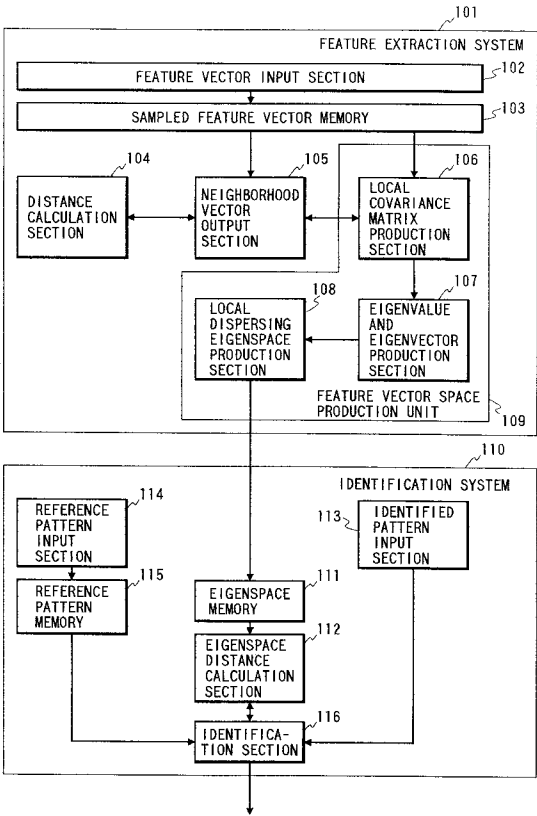 101
FEATURE EXTRACTION SYSTEM
FEATURE VECTOR INPUT SECTION
102
SAMPLED FEATURE VECTOR MEMORY
103
104
DISTANCE
CALCULATION
SECTION
105
NEIGHBORHOOD
VECTOR
OUTPUT
SECTION
106
LOCAL
COVARIANCE
MATRIX
PRODUCTION
SECTION
108
LOCAL
DISPERSING
EIGENSPACE
PRODUCTION
SECTION
107
EIGENVALUE
AND
EIGENVECTOR
PRODUCTION
SECTION
FEATURE VECTOR SPACE
PRODUCTION UNIT
109
110
IDENTIFICATION SYSTEM
114
REFERENCE
PATTERN
INPUT
SECTION
113
IDENTIFIED
PATTERN
INPUT
SECTION
115
REFERENCE
PATTERN
MEMORY
111
EIGENSPACE
MEMORY
112
EIGENSPACE
DISTANCE
CALCULATION
SECTION
116
IDENTIFICA-
TION SECTION